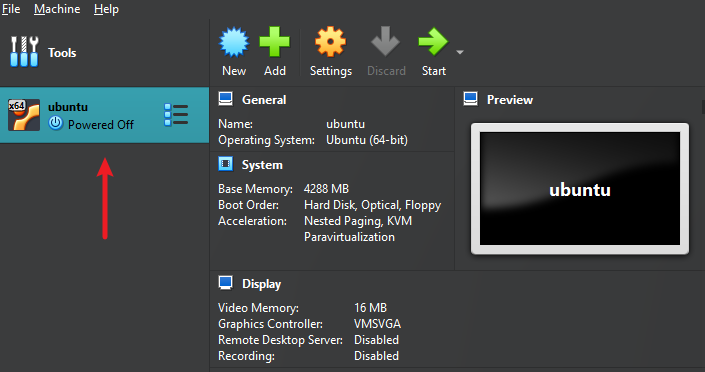 File Machine Help
Tools
New Add Settings Discard Start
x64
ubuntu
Powered Off
General
Name: ubuntu
Operating System: Ubuntu (64-bit)
Preview
ubuntu
System
Base Memory: 4288 MB
Boot Order: Hard Disk, Optical, Floppy
Acceleration: Nested Paging, KVM
Paravirtualization
Display
Video Memory: 16 MB
Graphics Controller: VMSVGA
Remote Desktop Server: Disabled
Recording: Disabled